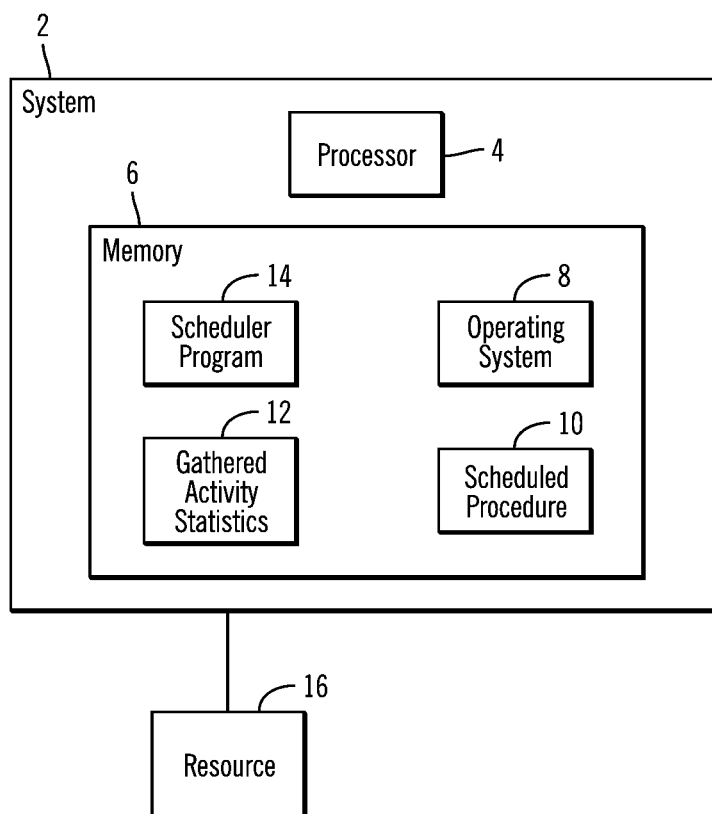 2
System
Processor
4
6
Memory
14
Scheduler
Program
8
Operating
System
12
Gathered
Activity
Statistics
10
Scheduled
Procedure
16
Resource